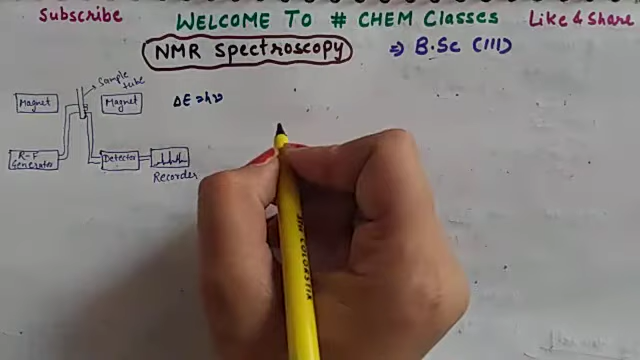 Subscribe WELCOME To # CHEM Classes Like & Share
NMR Spectroscopy => B.Sc (III)
Sample tube
Magnet Magnet ΔE = hν
R-F Generator Detector
Recorder